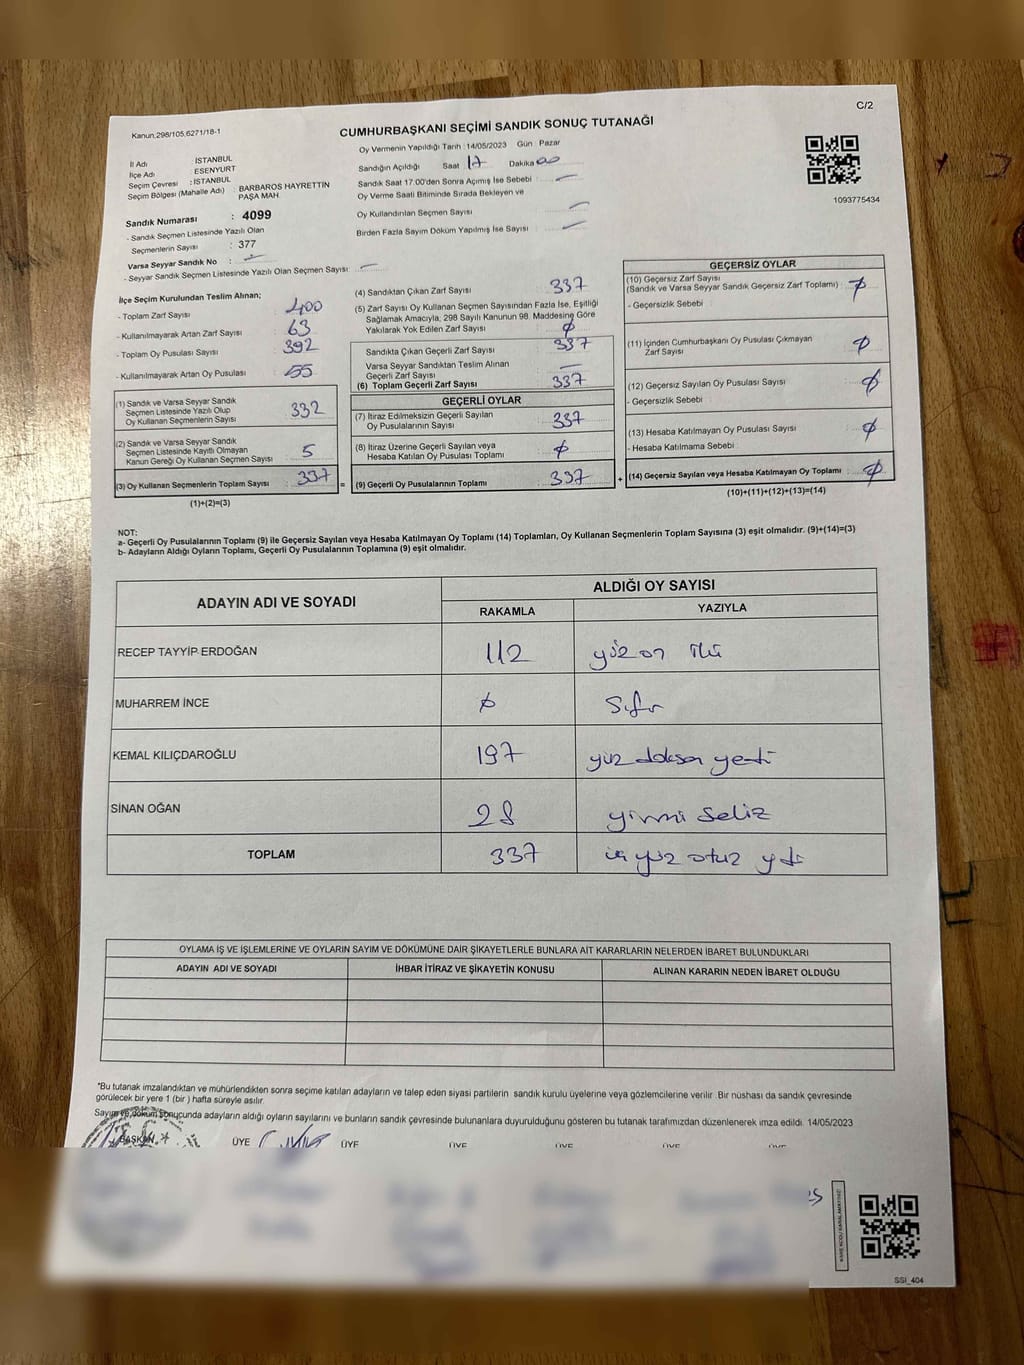 C/2
Kanun,298/105,6271/18-1
CUMHURBAŞKANI SEÇİMİ SANDIK SONUÇ TUTANAĞI
İl Adı : İSTANBUL
İlçe Adı : ESENYURT
Seçim Çevresi : İSTANBUL
Seçim Bölgesi (Mahalle Adı) : BARBAROS HAYRETTİN PAŞA MAH.
Sandık Numarası : 4099
- Sandık Seçmen Listesinde Yazılı Olan
Seçmenlerin Sayısı : 377
Varsa Seyyar Sandık No : –
- Seyyar Sandık Seçmen Listesinde Yazılı Olan Seçmen Sayısı: –
Oy Vermenin Yapıldığı Tarih :14/05/2023 Gün Pazar
Sandığın Açıldığı Saat 17 Dakika 00
Sandık Saat 17.00'den Sonra Açımış İse Sebebi –
Oy Verme Saati Bitiminde Sırada Bekleyen ve
Oy Kullandırılan Seçmen Sayısı –
Birden Fazla Sayım Döküm Yapılmış İse Sayısı –
1093775434
İlçe Seçim Kurulundan Teslim Alınan;
- Toplam Zarf Sayısı 400
- Kullanılmayarak Artan Zarf Sayısı 63
- Toplam Oy Pusulası Sayısı 392
- Kullanılmayarak Artan Oy Pusulası 55
(1) Sandık ve Varsa Seyyar Sandık
Seçmen Listesinde Yazılı Olup
Oy Kullanan Seçmenlerin Sayısı 332
(2) Sandık ve Varsa Seyyar Sandık
Seçmen Listesinde Kayıtlı Olmayan
Kanun Gereği Oy Kullanan Seçmen Sayısı 5
(3) Oy Kullanan Seçmenlerin Toplam Sayısı 337
(1)+(2)=(3)
(4) Sandıktan Çıkan Zarf Sayısı 337
(5) Zarf Sayısı Oy Kullanan Seçmen Sayısından Fazla İse, Eşitliği
Sağlamak Amacıyla, 298 Sayılı Kanunun 98. Maddesine Göre
Yakılarak Yok Edilen Zarf Sayısı ∅
Sandıkta Çıkan Geçerli Zarf Sayısı 337
Varsa Seyyar Sandıktan Teslim Alınan
Geçerli Zarf Sayısı –
(6) Toplam Geçerli Zarf Sayısı 337
GEÇERLİ OYLAR
(7) İtiraz Edilmeksizin Geçerli Sayılan
Oy Pusulalarının Sayısı 337
(8) İtiraz Üzerine Geçerli Sayılan veya
Hesaba Katılan Oy Pusulası Toplamı ∅
= (9) Geçerli Oy Pusulalarının Toplamı 337 +
GEÇERSİZ OYLAR
(10) Geçersiz Zarf Sayısı
(Sandık ve Varsa Seyyar Sandık Geçersiz Zarf Toplamı) ∅
- Geçersizlik Sebebi
(11) İçinden Cumhurbaşkanı Oy Pusulası Çıkmayan
Zarf Sayısı ∅
(12) Geçersiz Sayılan Oy Pusulası Sayısı ∅
- Geçersizlik Sebebi
(13) Hesaba Katılmayan Oy Pusulası Sayısı ∅
- Hesaba Katılmama Sebebi
(14) Geçersiz Sayılan veya Hesaba Katılmayan Oy Toplamı ∅
(10)+(11)+(12)+(13)=(14)
NOT:
a- Geçerli Oy Pusulalarının Toplamı (9) ile Geçersiz Sayılan veya Hesaba Katılmayan Oy Toplamı (14) Toplamları, Oy Kullanan Seçmenlerin Toplam Sayısına (3) eşit olmalıdır. (9)+(14)=(3)
b- Adayların Aldığı Oyların Toplamı, Geçerli Oy Pusulalarının Toplamına (9) eşit olmalıdır.
ADAYIN ADI VE SOYADI ALDIĞI OY SAYISI
RAKAMLA YAZIYLA
RECEP TAYYİP ERDOĞAN 112 yüz on iki
MUHARREM İNCE ∅ Sıfır
KEMAL KILIÇDAROĞLU 197 yüz doksan yedi
SİNAN OĞAN 28 yirmi sekiz
TOPLAM 337 üç yüz otuz yedi
OYLAMA İŞ VE İŞLEMLERİNE VE OYLARIN SAYIM VE DÖKÜMÜNE DAİR ŞİKAYETLERLE BUNLARA AİT KARARLARIN NELERDEN İBARET BULUNDUKLARI
ADAYIN ADI VE SOYADI İHBAR İTİRAZ VE ŞİKAYETİN KONUSU ALINAN KARARIN NEDEN İBARET OLDUĞU
"Bu tutanak imzalandıktan ve mühürlendikten sonra seçime katılan adayların ve talep eden siyasi partilerin sandık kurulu üyelerine veya gözlemcilerine verilir. Bir nüshası da sandık çevresinde
görülecek bir yere 1 (bir ) hafta süreyle asılır.
Sayım ve döküm sonucunda adayların aldığı oyların sayılarını ve bunların sandık çevresinde bulunanlara duyurulduğunu gösteren bu tutanak tarafımızdan düzenlenerek imza edildi. 14/05/2023
BAŞKAN ÜYE ÜYE ÜYE ÜYE ÜYE ÜYE
SSI_404